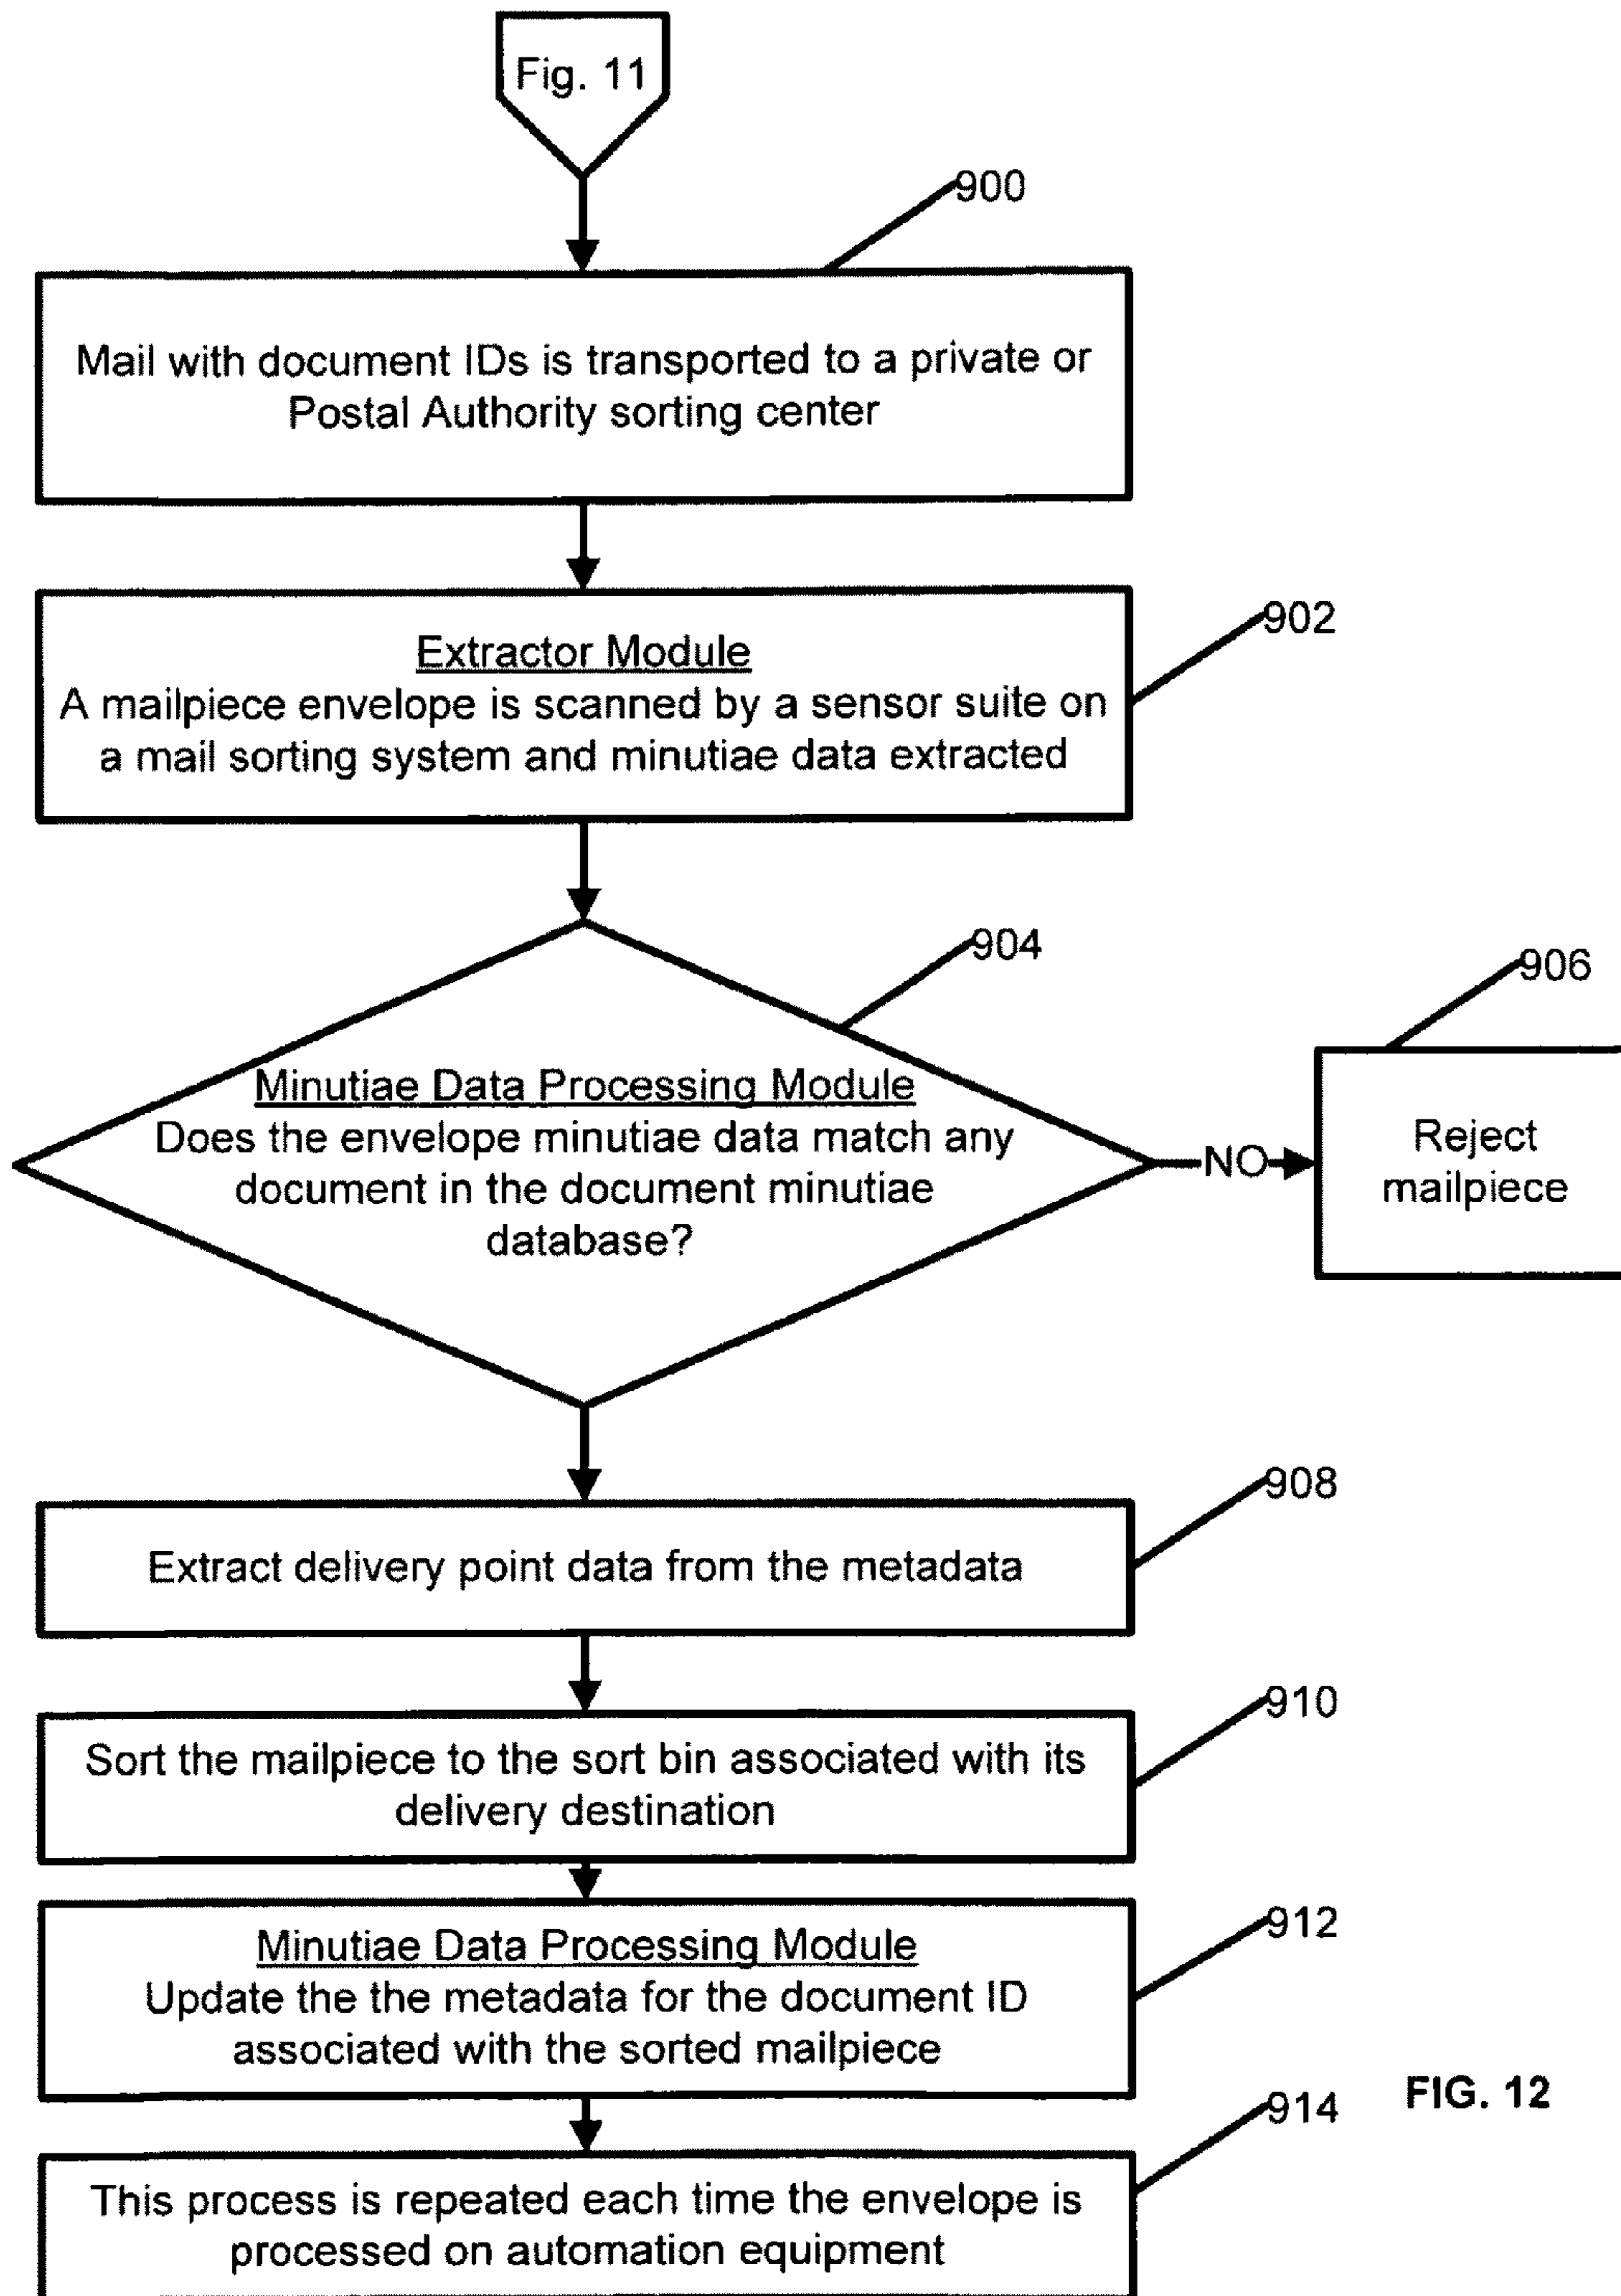 Fig. 11
900
Mail with document IDs is transported to a private or
Postal Authority sorting center
902
Extractor Module
A mailpiece envelope is scanned by a sensor suite on
a mail sorting system and minutiae data extracted
904
906
Minutiae Data Processing Module
Does the envelope minutiae data match any
document in the document minutiae
database?
NO
Reject
mailpiece
908
Extract delivery point data from the metadata
910
Sort the mailpiece to the sort bin associated with its
delivery destination
912
Minutiae Data Processing Module
Update the the metadata for the document ID
associated with the sorted mailpiece
FIG. 12
914
This process is repeated each time the envelope is
processed on automation equipment